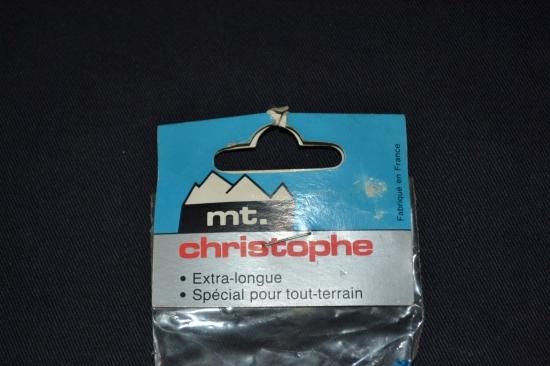 mt.
christophe
• Extra-longue
• Spécial pour tout-terrain
Fabriqué en France